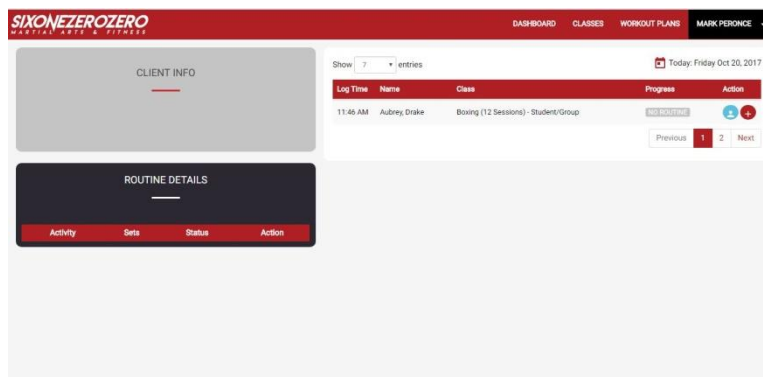 SIXONEZEROZERO
MARTIAL ARTS & FITNESS
DASHBOARD CLASSES WORKOUT PLANS MARK PERONCE
CLIENT INFO
Show 7 entries
Today: Friday Oct 20, 2017
Log Time Name Class Progress Action
11:46 AM Aubrey, Drake Boxing (12 Sessions) - Student/Group NO ROUTINE
Previous 1 2 Next
ROUTINE DETAILS
Activity Sets Status Action